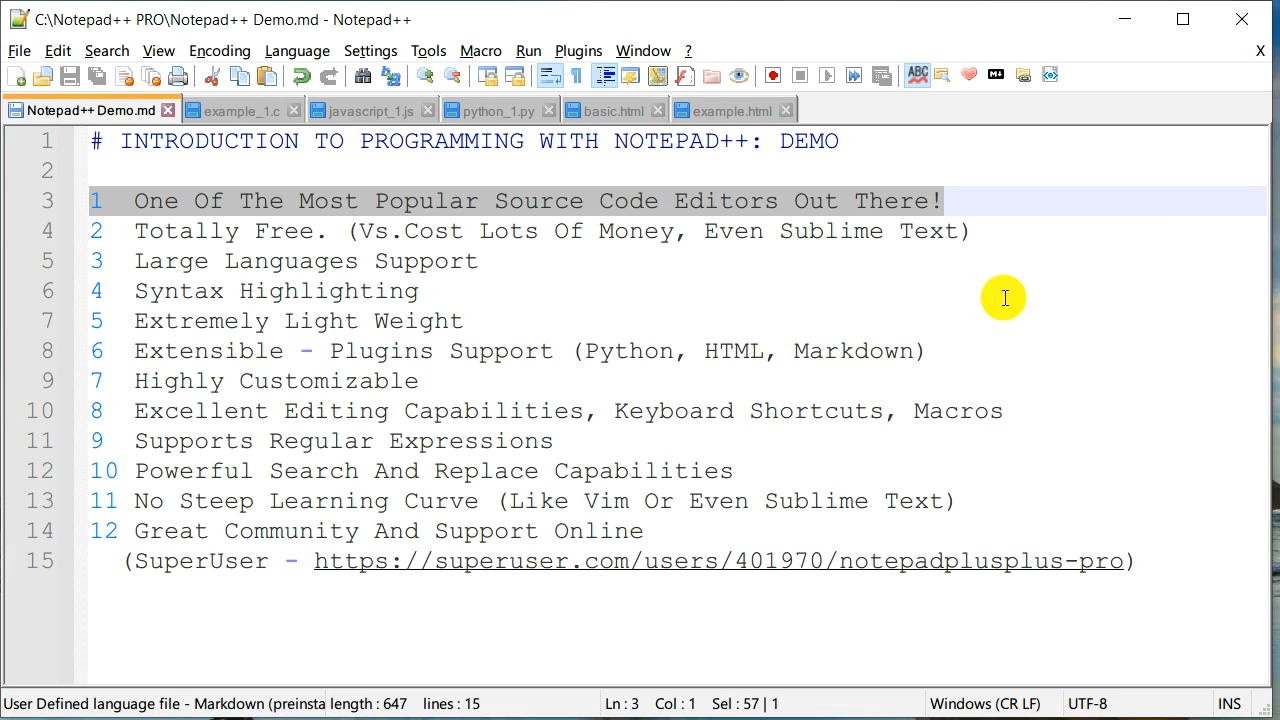 C:\Notepad++ PRO\Notepad++ Demo.md - Notepad++
File Edit Search View Encoding Language Settings Tools Macro Run Plugins Window ? X
ABC
Notepad++ Demo.md example_1.c javascript_1.js python_1.py basic.html example.html
1 # INTRODUCTION TO PROGRAMMING WITH NOTEPAD++: DEMO
2
3 1 One Of The Most Popular Source Code Editors Out There!
4 2 Totally Free. (Vs.Cost Lots Of Money, Even Sublime Text)
5 3 Large Languages Support
6 4 Syntax Highlighting
7 5 Extremely Light Weight
8 6 Extensible - Plugins Support (Python, HTML, Markdown)
9 7 Highly Customizable
10 8 Excellent Editing Capabilities, Keyboard Shortcuts, Macros
11 9 Supports Regular Expressions
12 10 Powerful Search And Replace Capabilities
13 11 No Steep Learning Curve (Like Vim Or Even Sublime Text)
14 12 Great Community And Support Online
15 (SuperUser - https://superuser.com/users/401970/notepadplusplus-pro)
User Defined language file - Markdown (preinsta length : 647 lines : 15 Ln : 3 Col : 1 Sel : 57 | 1 Windows (CR LF) UTF-8 INS